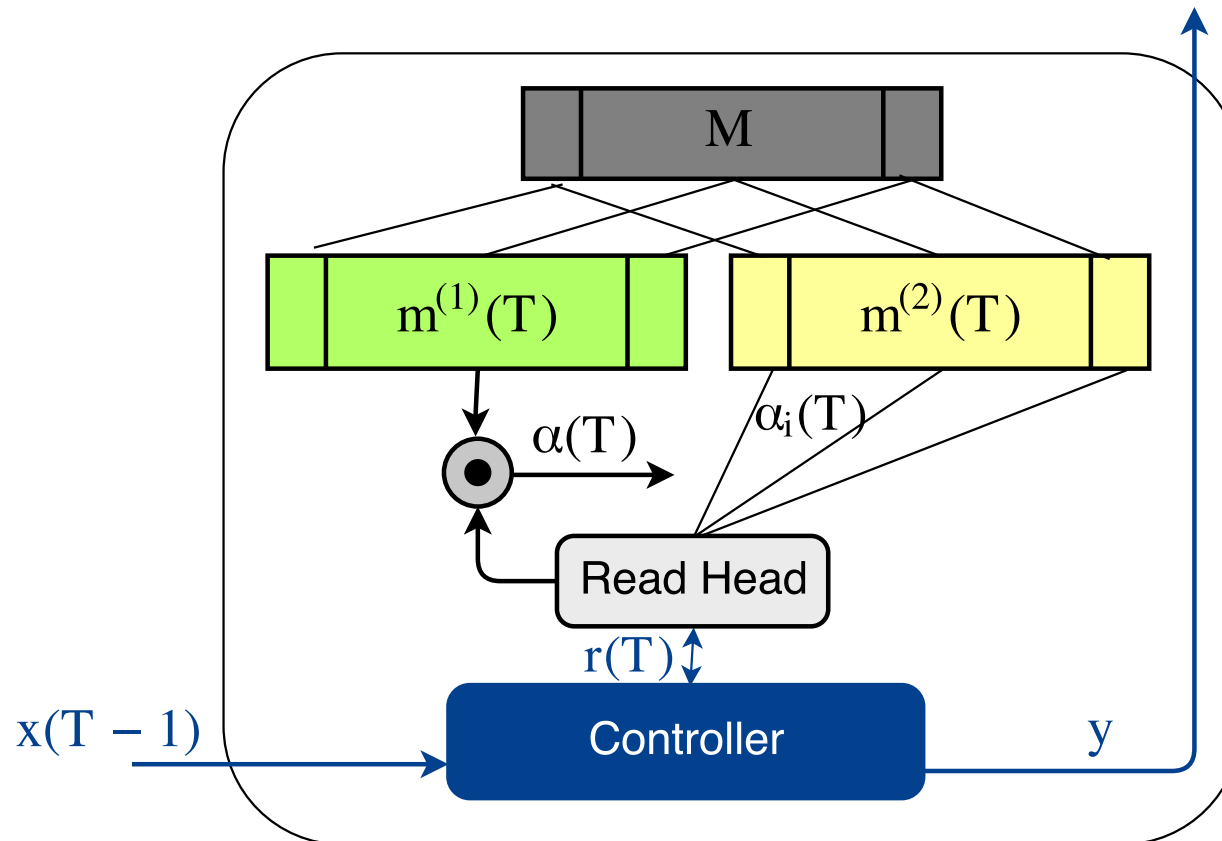 M
m⁽¹⁾(T)
m⁽²⁾(T)
α(T)
αᵢ(T)
Read Head
r(T)
x(T − 1)
Controller
y